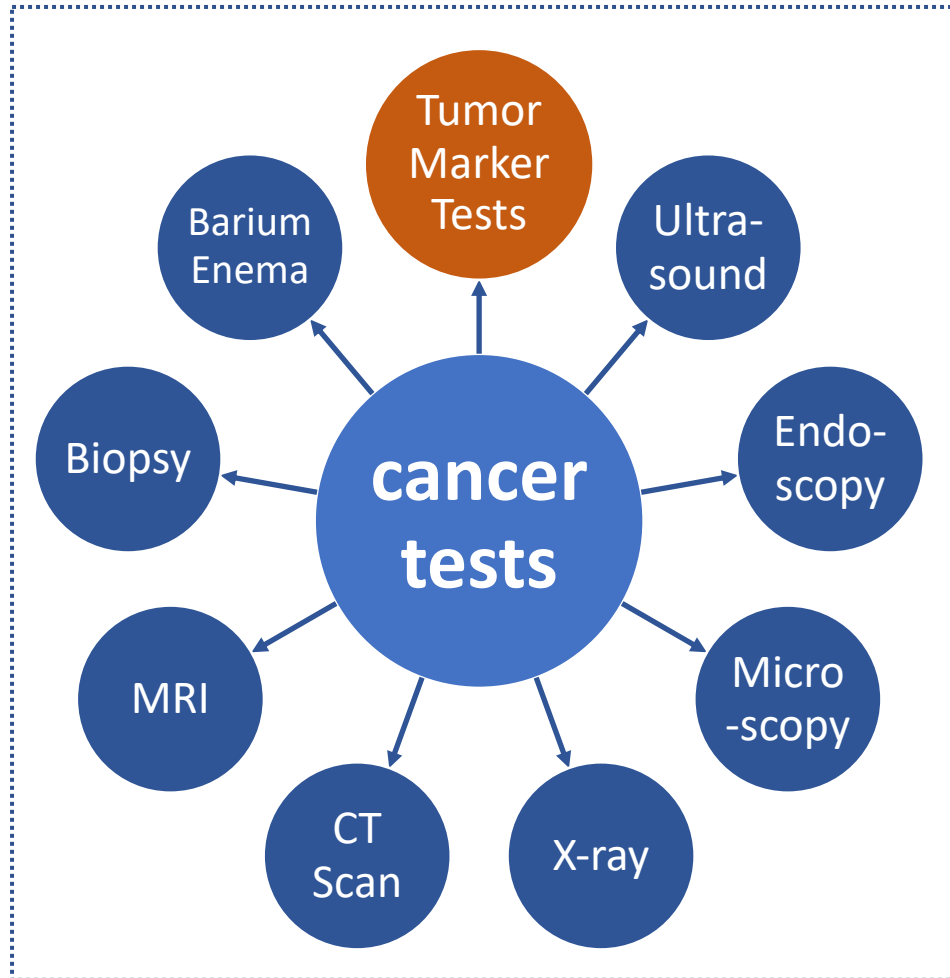 Tumor
Marker
Tests
Ultra-
sound
Endo-
scopy
Micro
-scopy
X-ray
CT
Scan
MRI
Biopsy
Barium
Enema
cancer
tests